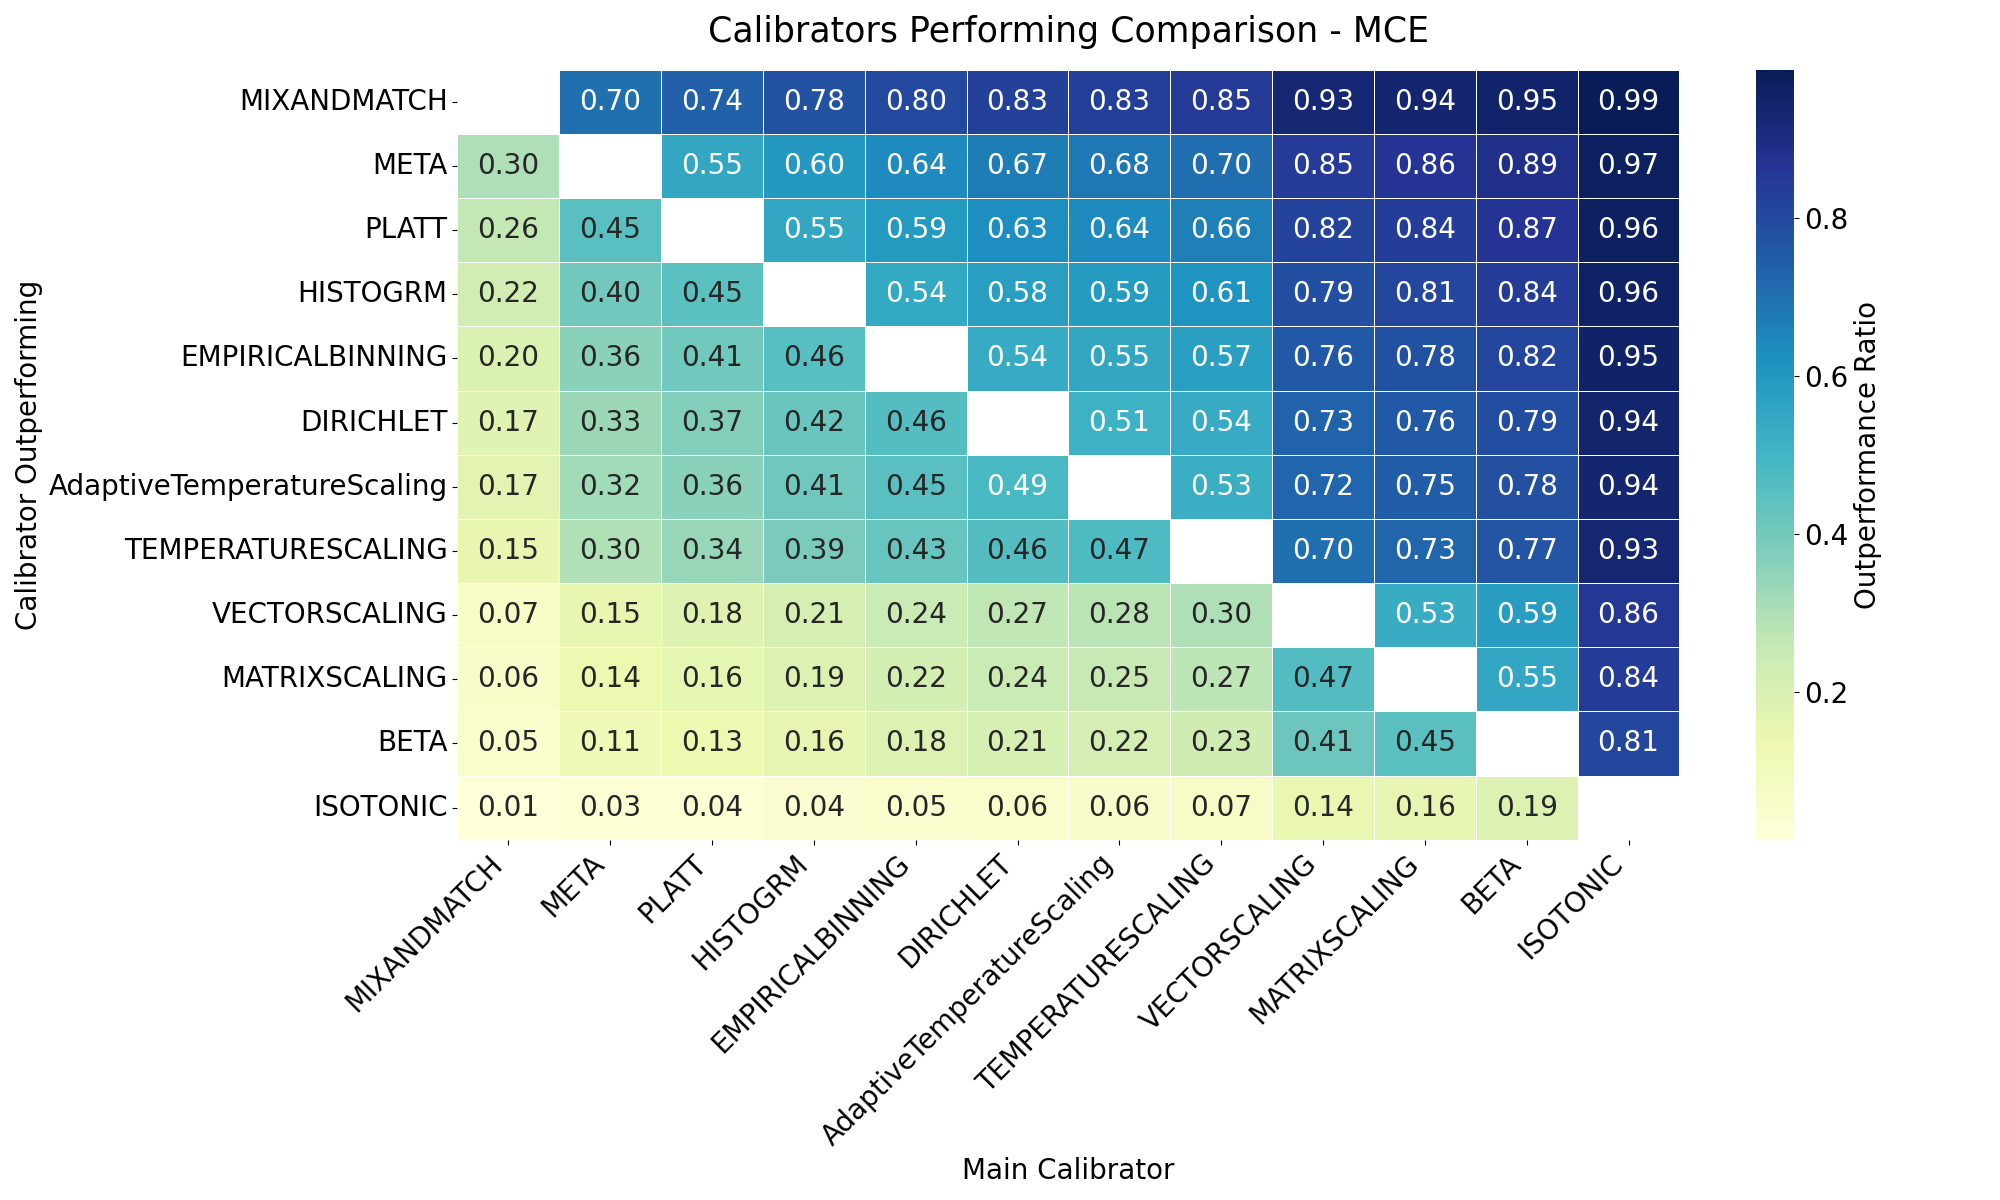 Calibrators Performing Comparison - MCE
Calibrator Outperforming
MIXANDMATCH 0.70 0.74 0.78 0.80 0.83 0.83 0.85 0.93 0.94 0.95 0.99
META 0.30 0.55 0.60 0.64 0.67 0.68 0.70 0.85 0.86 0.89 0.97
PLATT 0.26 0.45 0.55 0.59 0.63 0.64 0.66 0.82 0.84 0.87 0.96
HISTOGRM 0.22 0.40 0.45 0.54 0.58 0.59 0.61 0.79 0.81 0.84 0.96
EMPIRICALBINNING 0.20 0.36 0.41 0.46 0.54 0.55 0.57 0.76 0.78 0.82 0.95
DIRICHLET 0.17 0.33 0.37 0.42 0.46 0.51 0.54 0.73 0.76 0.79 0.94
AdaptiveTemperatureScaling 0.17 0.32 0.36 0.41 0.45 0.49 0.53 0.72 0.75 0.78 0.94
TEMPERATURESCALING 0.15 0.30 0.34 0.39 0.43 0.46 0.47 0.70 0.73 0.77 0.93
VECTORSCALING 0.07 0.15 0.18 0.21 0.24 0.27 0.28 0.30 0.53 0.59 0.86
MATRIXSCALING 0.06 0.14 0.16 0.19 0.22 0.24 0.25 0.27 0.47 0.55 0.84
BETA 0.05 0.11 0.13 0.16 0.18 0.21 0.22 0.23 0.41 0.45 0.81
ISOTONIC 0.01 0.03 0.04 0.04 0.05 0.06 0.06 0.07 0.14 0.16 0.19
MIXANDMATCH
META
PLATT
HISTOGRM
EMPIRICALBINNING
DIRICHLET
AdaptiveTemperatureScaling
TEMPERATURESCALING
VECTORSCALING
MATRIXSCALING
BETA
ISOTONIC
Main Calibrator
0.8
0.6
0.4
0.2
Outperformance Ratio